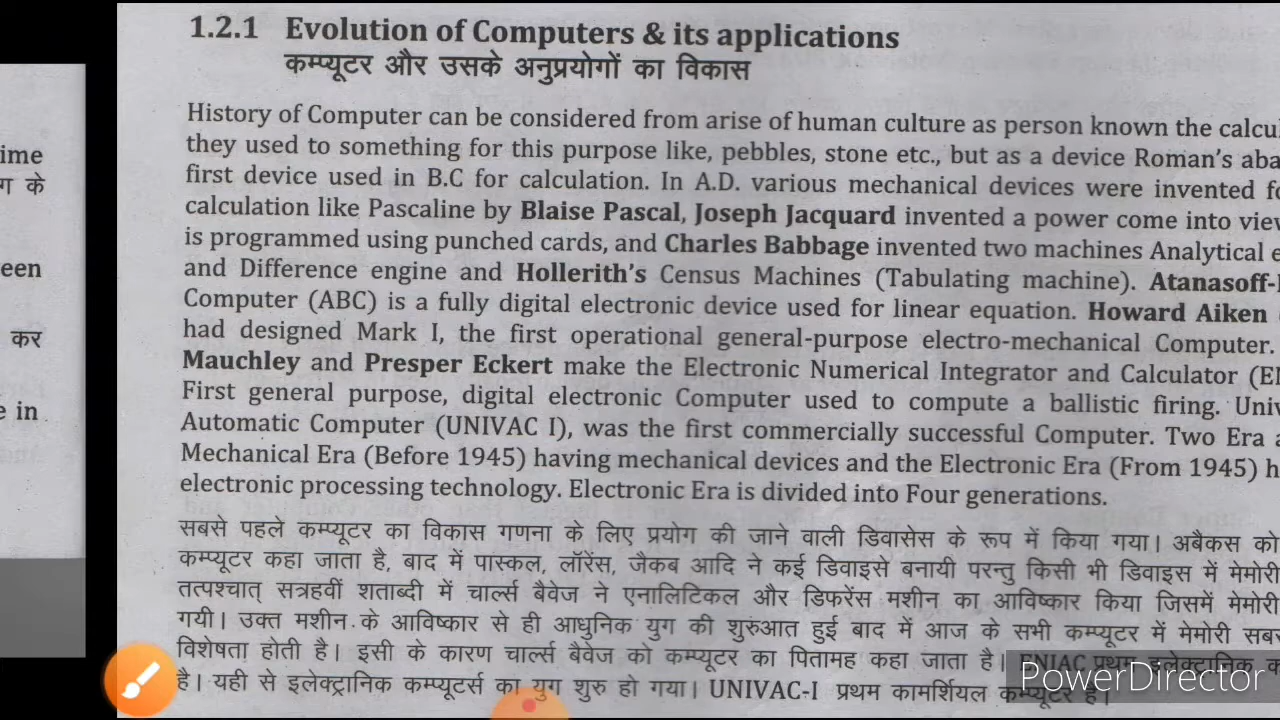 1.2.1 Evolution of Computers & its applications
कम्प्यूटर और उसके अनुप्रयोगों का विकास
History of Computer can be considered from arise of human culture as person known the calcu
ime
they used to something for this purpose like, pebbles, stone etc., but as a device Roman's aba
ग के
first device used in B.C for calculation. In A.D. various mechanical devices were invented fo
calculation like Pascaline by Blaise Pascal, Joseph Jacquard invented a power come into view
is programmed using punched cards, and Charles Babbage invented two machines Analytical e
een
and Difference engine and Hollerith's Census Machines (Tabulating machine). Atanasoff-
Computer (ABC) is a fully digital electronic device used for linear equation. Howard Aiken
कर
had designed Mark I, the first operational general-purpose electro-mechanical Computer.
Mauchley and Presper Eckert make the Electronic Numerical Integrator and Calculator (EN
First general purpose, digital electronic Computer used to compute a ballistic firing. Univ
e in
Automatic Computer (UNIVAC I), was the first commercially successful Computer. Two Era a
Mechanical Era (Before 1945) having mechanical devices and the Electronic Era (From 1945) h
electronic processing technology. Electronic Era is divided into Four generations.
सबसे पहले कम्प्यूटर का विकास गणना के लिए प्रयोग की जाने वाली डिवासेस के रूप में किया गया। अबैकस को
कम्प्यूटर कहा जाता है, बाद में पास्कल, लॉरेंस, जैकब आदि ने कई डिवाइसे बनायी परन्तु किसी भी डिवाइस में मेमोरी
तत्पश्चात् सत्रहवीं शताब्दी में चार्ल्स बैवेज ने एनालिटिकल और डिफरेंस मशीन का आविष्कार किया जिसमें मेमोरी
गयी। उक्त मशीन के आविष्कार से ही आधुनिक युग की शुरुआत हुई बाद में आज के सभी कम्प्यूटर में मेमोरी सबर
विशेषता होती है। इसी के कारण चार्ल्स बैवेज को कम्प्यूटर का पितामह कहा जाता है। ENIAC प्रथम इलेक्ट्रानिक क
है। यही से इलेक्ट्रानिक कम्प्यूटर्स का युग शुरु हो गया। UNIVAC-I प्रथम कामर्शियल कम्प्यूटर है।
PowerDirector